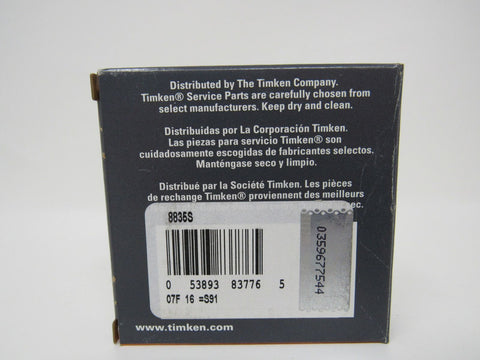 Distributed by The Timken Company.
Timken® Service Parts are carefully chosen from
select manufacturers. Keep dry and clean.
Distribuidas por La Corporación Timken.
Las piezas para servicio Timken® son
cuidadosamente escogidas de fabricantes selectos.
Manténgase seco y limpio.
Distribué par la Société Timken. Les pièces
de rechange Timken® proviennent des meilleurs
ec.
8835S
0 53893 83776 5
07F 16 =S91
0359677544
www.timken.com